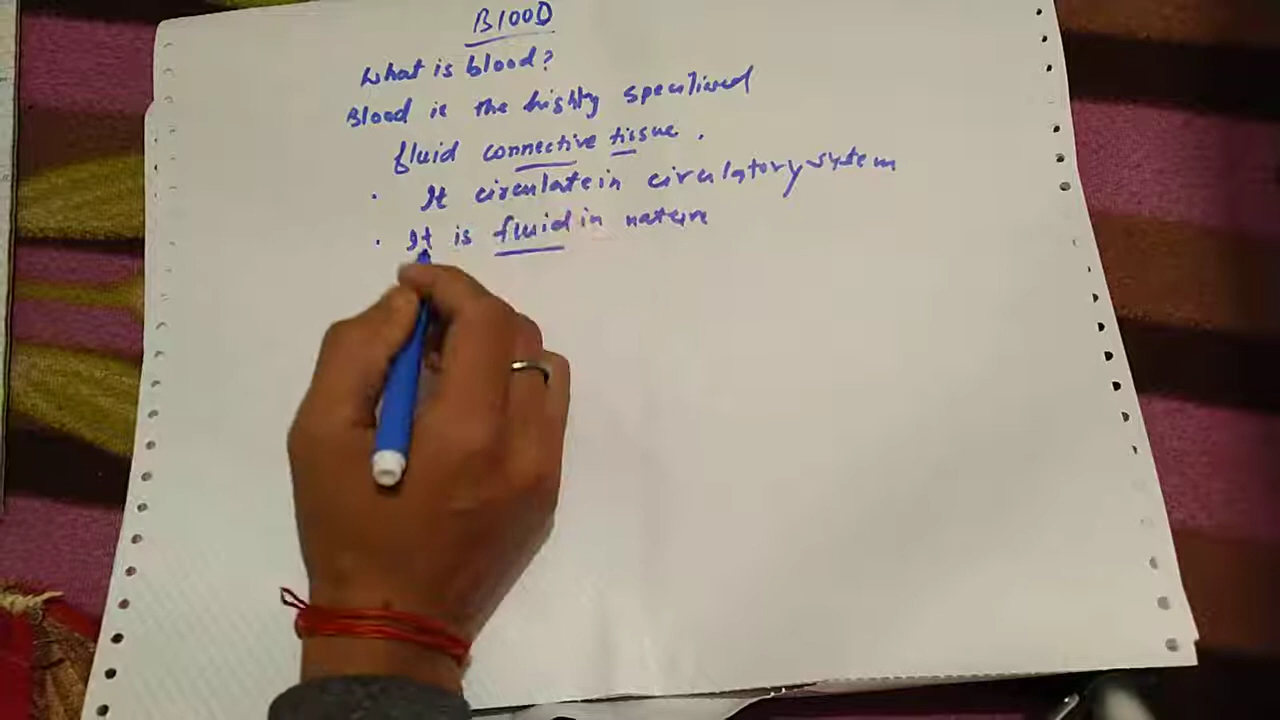 BlOOD
What is blood?
Blood is the highly specilized
fluid connective tissue.
· It circulate in circulatory system
· It is fluid in nature